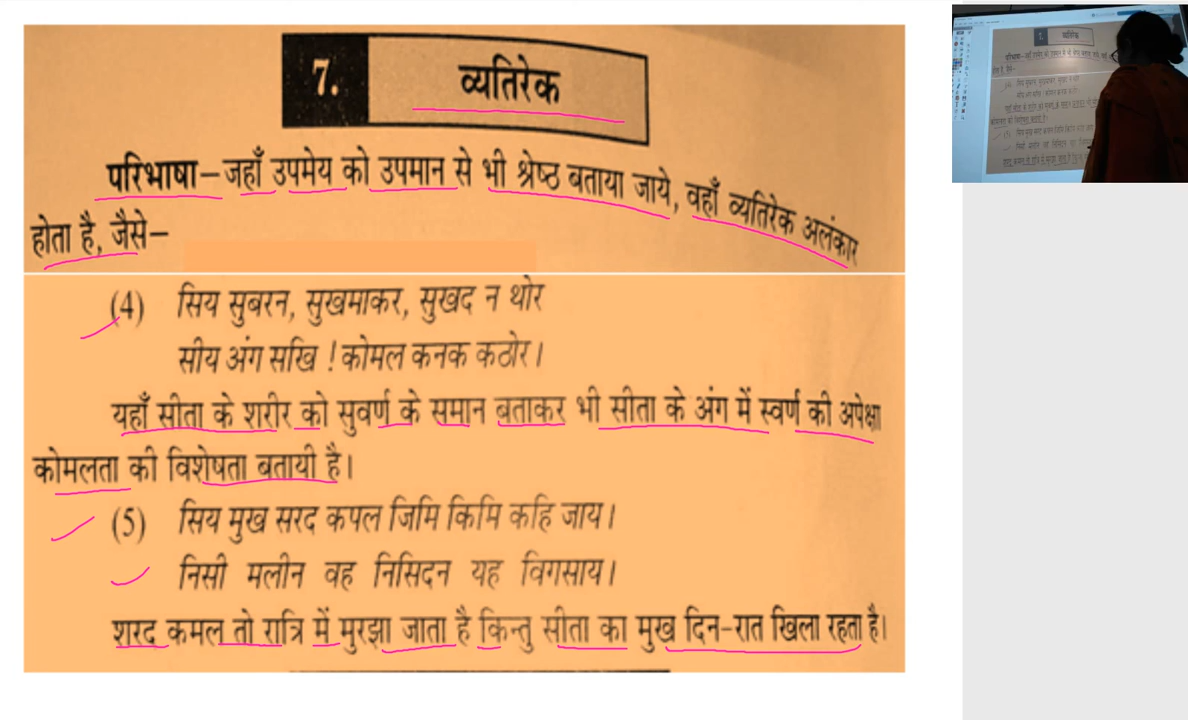 7. व्यतिरेक
परिभाषा–जहाँ उपमेय को उपमान से भी श्रेष्ठ बताया जाये, वहाँ व्यतिरेक अलंकार
होता है, जैसे–
(4) सिय सुबरन, सुखमाकर, सुखद न थोर
सीय अंग सखि ! कोमल कनक कठोर।
यहाँ सीता के शरीर को सुवर्ण के समान बताकर भी सीता के अंग में स्वर्ण की अपेक्षा
कोमलता की विशेषता बतायी है।
(5) सिय मुख सरद कपल जिमि किमि कहि जाय।
निसी मलीन वह निसिदन यह विगसाय।
शरद कमल तो रात्रि में मुरझा जाता है किन्तु सीता का मुख दिन-रात खिला रहता है।